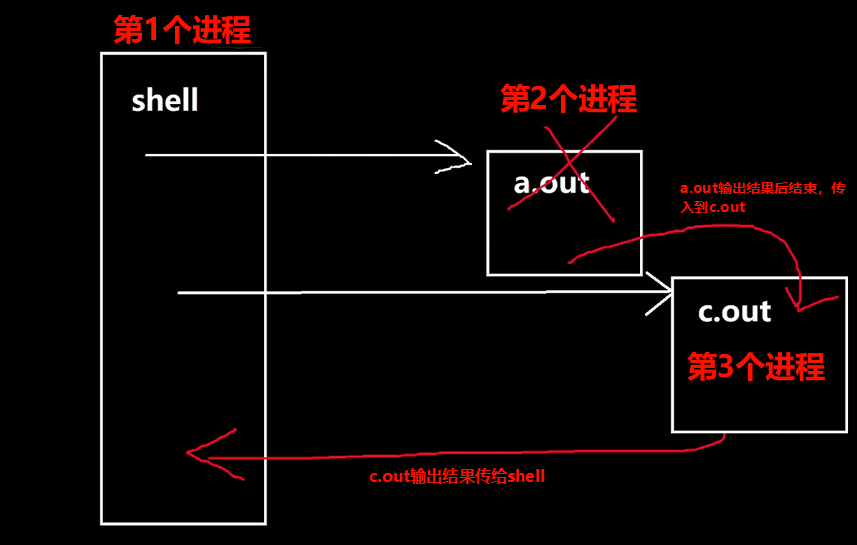 第1个进程
shell
第2个进程
a.out
a.out输出结果后结束，传
入到c.out
c.out
第3个进程
c.out输出结果传给shell